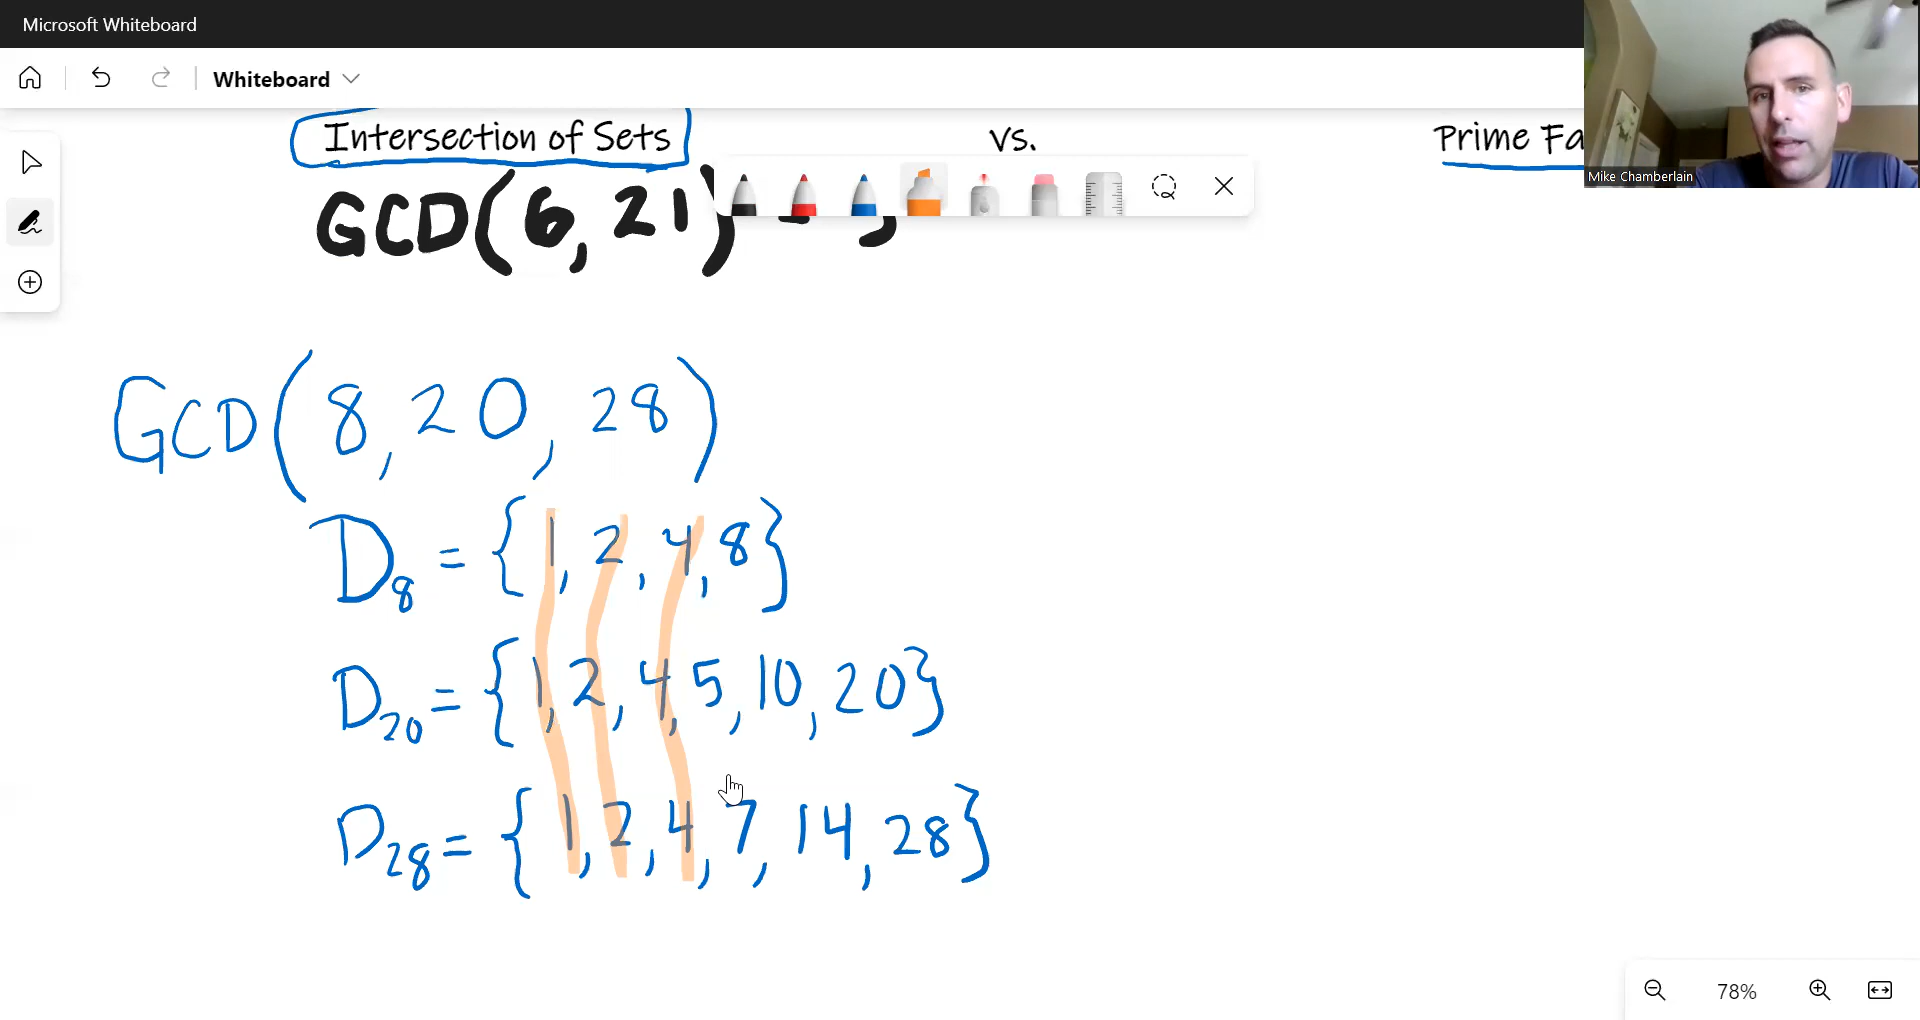 Microsoft Whiteboard
Whiteboard
Intersection of Sets vs. Prime Fa
Mike Chamberlain
GCD(6, 21)
GCD(8, 20, 28)
D8 = {1, 2, 4, 8}
D20 = {1, 2, 4, 5, 10, 20}
D28 = {1, 2, 4, 7, 14, 28}
78%